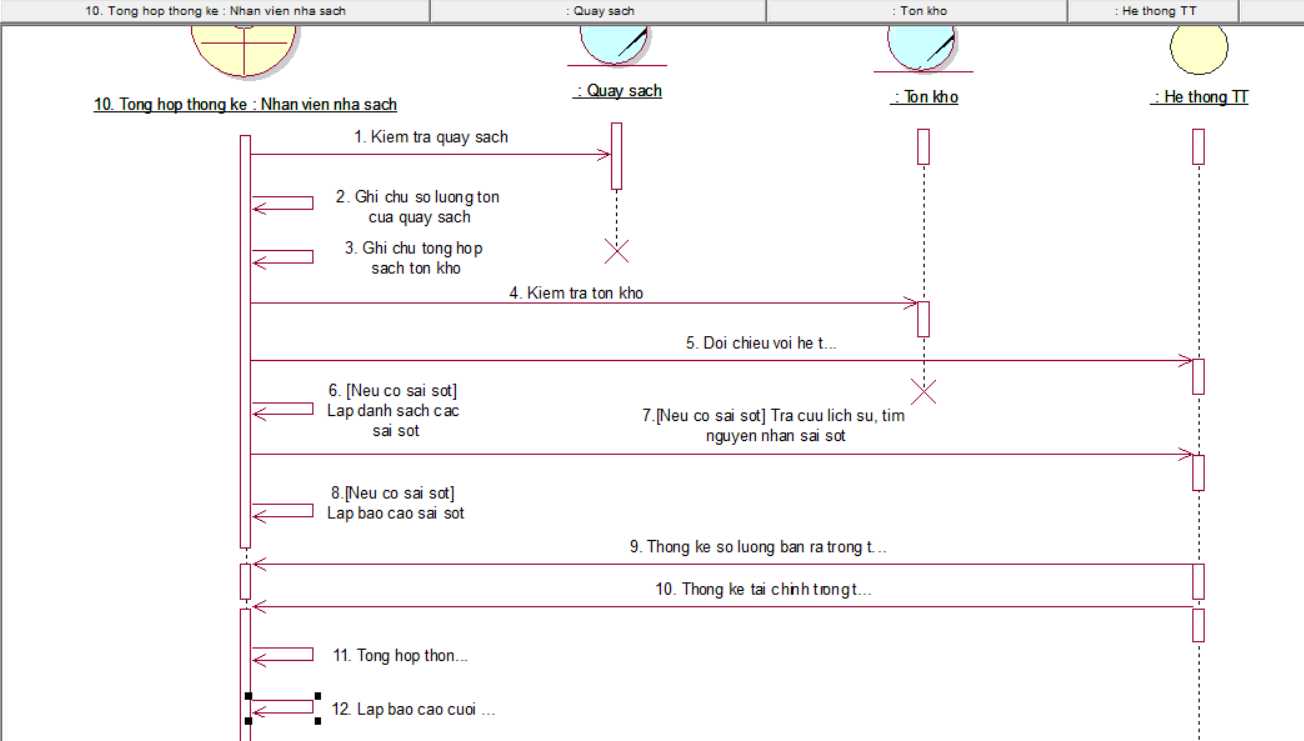 10. Tong hop thong ke : Nhan vien nha sach
: Quay sach
: Ton kho
: He thong TT
10. Tong hop thong ke : Nhan vien nha sach
: Quay sach
: Ton kho
: He thong TT
1. Kiem tra quay sach
2. Ghi chu so luong ton
cua quay sach
3. Ghi chu tong hop
sach ton kho
4. Kiem tra ton kho
5. Doi chieu voi he t...
6. [Neu co sai sot]
Lap danh sach cac
sai sot
7.[Neu co sai sot] Tra cuu lich su, tim
nguyen nhan sai sot
8.[Neu co sai sot]
Lap bao cao sai sot
9. Thong ke so luong ban ra trong t...
10. Thong ke tai chinh trong t...
11. Tong hop thon...
12. Lap bao cao cuoi ...